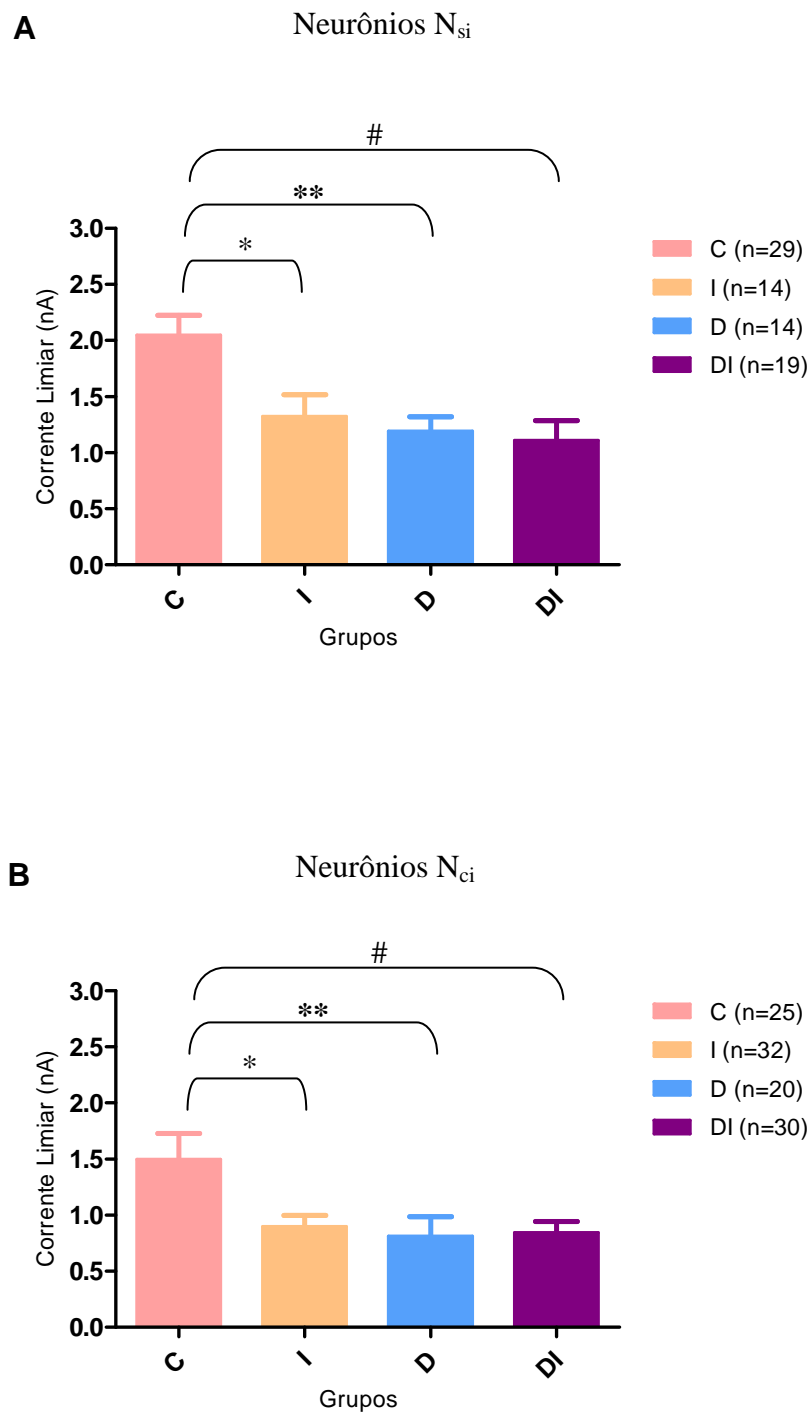 A
Neurônios Nsi
#
**
*
3.0
2.5
2.0
1.5
1.0
0.5
0.0
Corrente Limiar (nA)
C
I
D
DI
Grupos
C (n=29)
I (n=14)
D (n=14)
DI (n=19)
B
Neurônios Nci
#
**
*
3.0
2.5
2.0
1.5
1.0
0.5
0.0
Corrente Limiar (nA)
C
I
D
DI
Grupos
C (n=25)
I (n=32)
D (n=20)
DI (n=30)